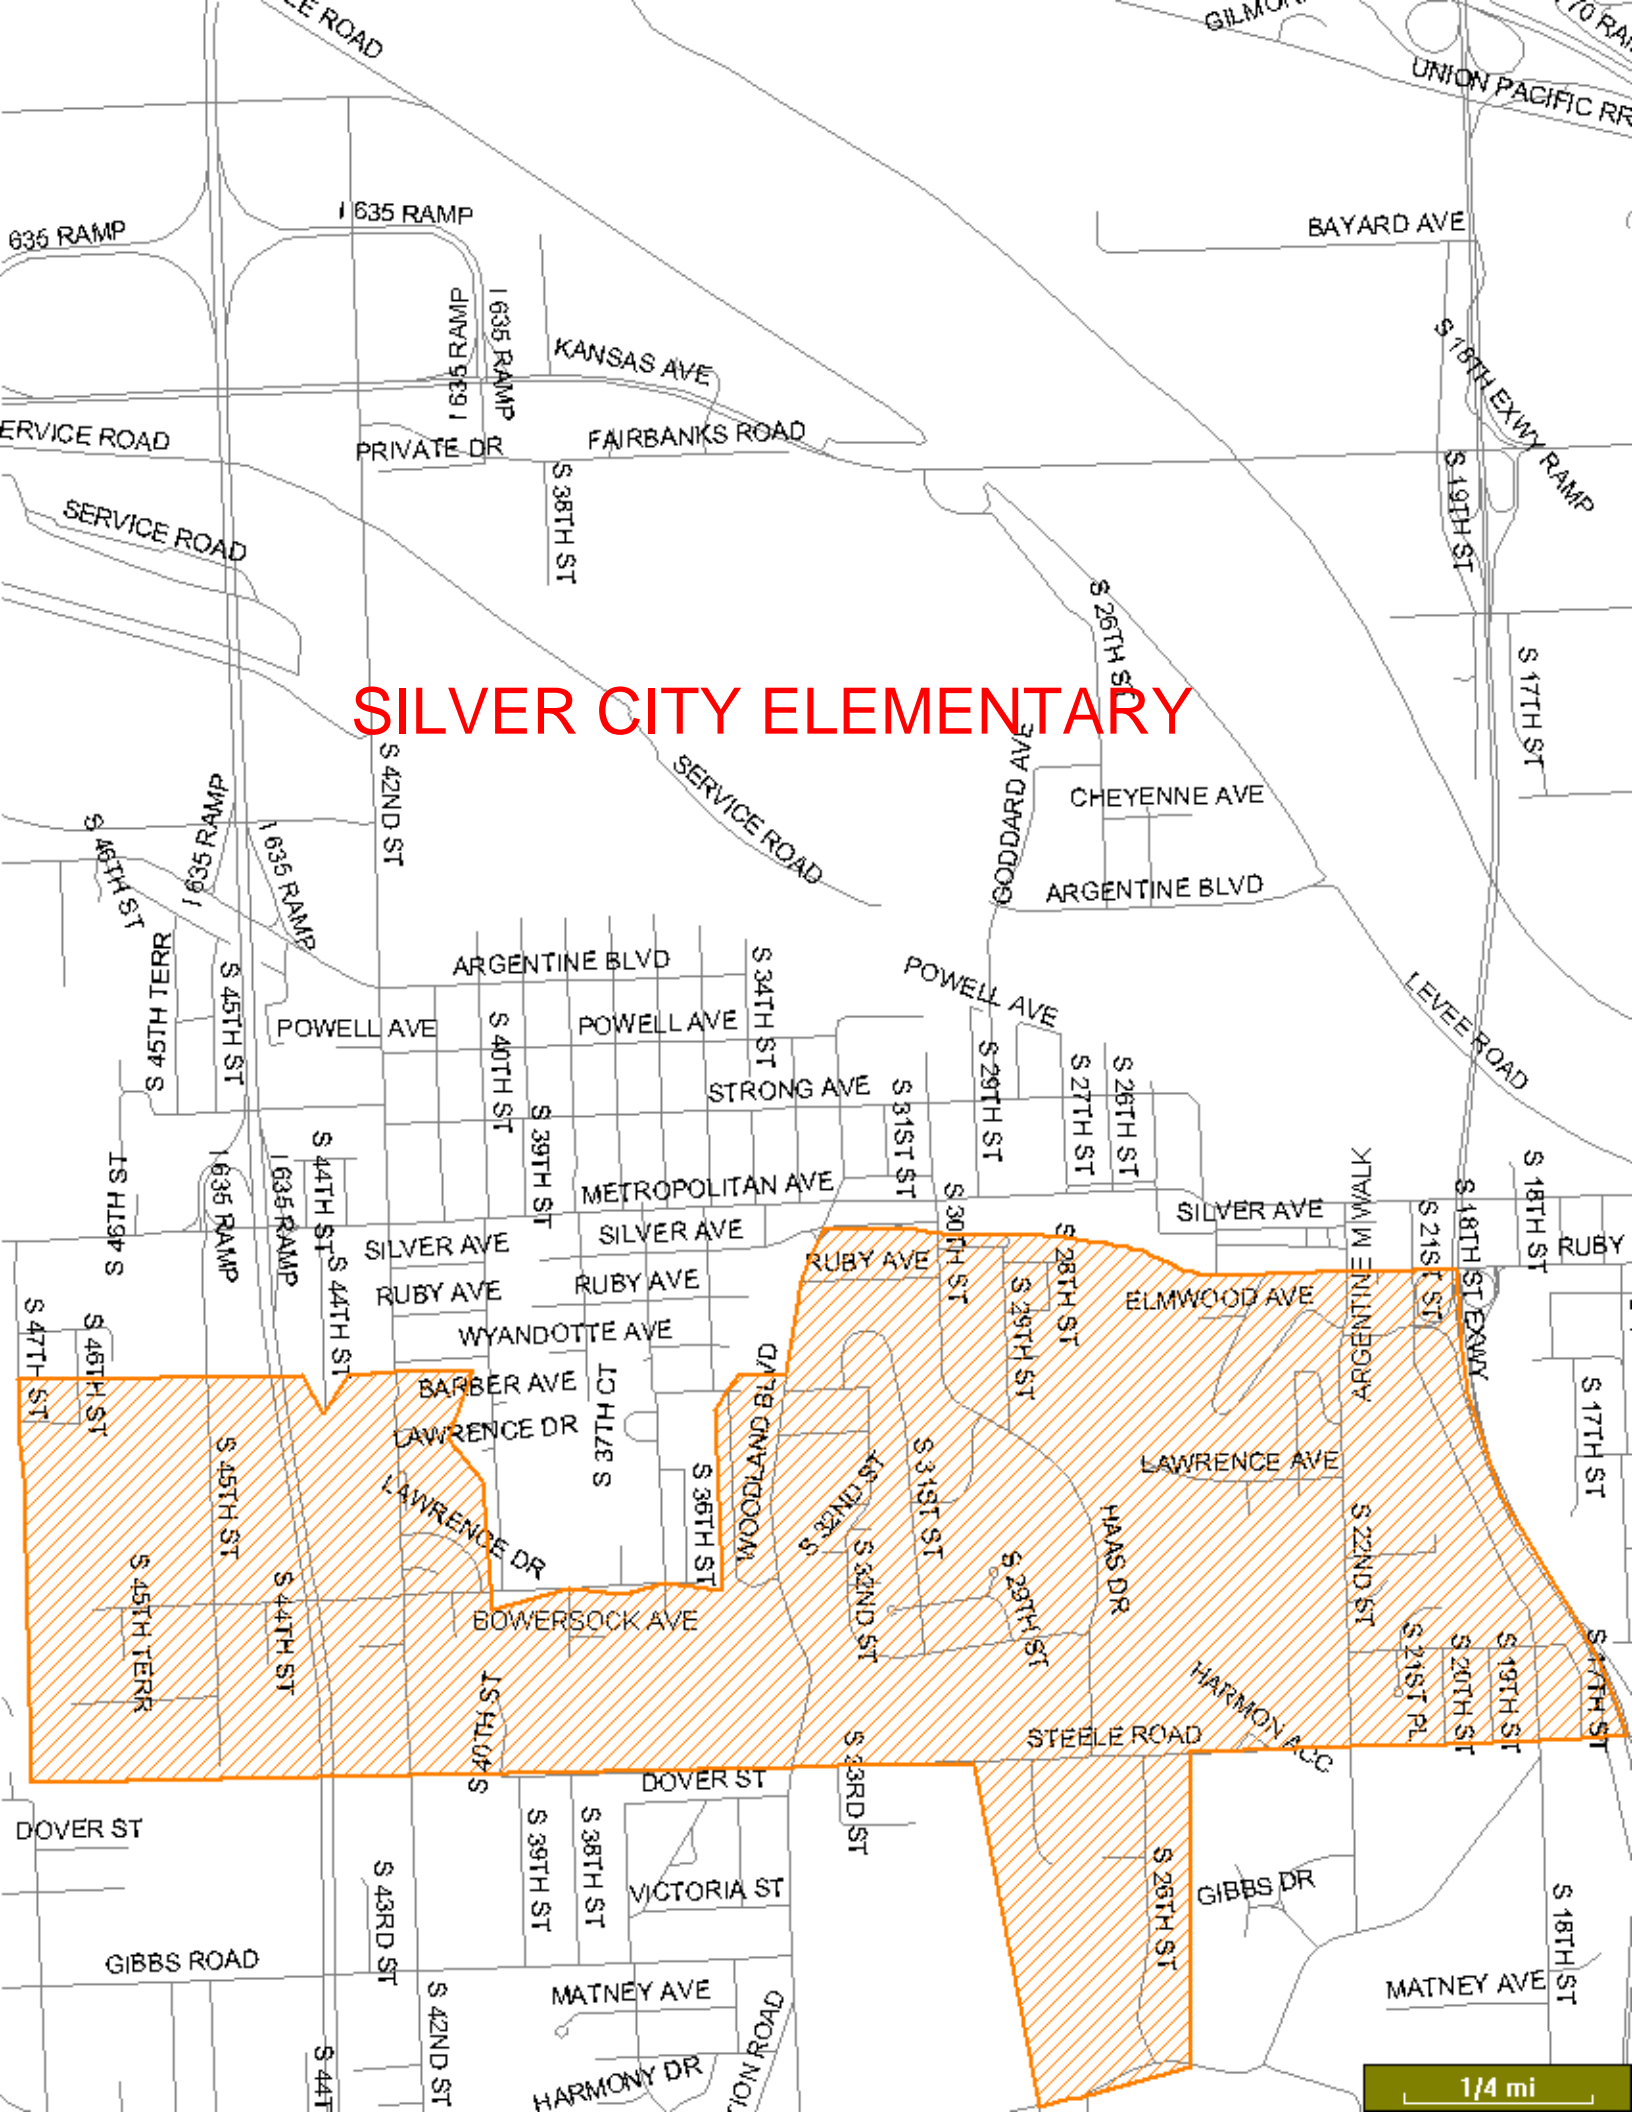 LE ROAD
GILMOR
70 RAM
UNION PACIFIC RR
635 RAMP
I 635 RAMP
BAYARD AVE
I 635 RAMP
I 635 RAMP
KANSAS AVE
S 18TH EXWY RAMP
ERVICE ROAD
PRIVATE DR
FAIRBANKS ROAD
S 38TH ST
S 19TH ST
SERVICE ROAD
S 26TH ST
S 17TH ST
SILVER CITY ELEMENTARY
S 42ND ST
SERVICE ROAD
GODDARD AVE
CHEYENNE AVE
ARGENTINE BLVD
S 46TH ST
I 635 RAMP
I 635 RAMP
S 45TH TERR
S 45TH ST
ARGENTINE BLVD
S 34TH ST
POWELL AVE
LEVEE ROAD
POWELL AVE
S 40TH ST
POWELL AVE
STRONG AVE
S 31ST ST
S 29TH ST
S 27TH ST
S 26TH ST
S 39TH ST
S 46TH ST
I 635 RAMP
I 635 RAMP
S 44TH ST
METROPOLITAN AVE
S 30TH ST
SILVER AVE
ARGENTINE M WALK
S 21ST ST
S 18TH ST EXWY
S 18TH ST
RUBY
SILVER AVE
SILVER AVE
S 44TH ST
RUBY AVE
S 28TH ST
RUBY AVE
RUBY AVE
S 29TH ST
ELMWOOD AVE
S 47TH ST
S 46TH ST
WYANDOTTE AVE
BARBER AVE
S 37TH CT
WOODLAND BLVD
S 17TH ST
LAWRENCE DR
S 45TH ST
LAWRENCE DR
S 36TH ST
S 32ND ST
S 31ST ST
LAWRENCE AVE
HAAS DR
S 22ND ST
S 45TH TERR
S 44TH ST
BOWERSOCK AVE
S 32ND ST
S 29TH ST
S 21ST PL
S 20TH ST
S 19TH ST
S 17TH ST
S 40TH ST
HARMON ACC
STEELE ROAD
DOVER ST
S 33RD ST
DOVER ST
S 39TH ST
S 38TH ST
S 43RD ST
VICTORIA ST
S 26TH ST
GIBBS DR
S 18TH ST
GIBBS ROAD
MATNEY AVE
MATNEY AVE
S 42ND ST
S 44T
HARMONY DR
ION ROAD
1/4 mi